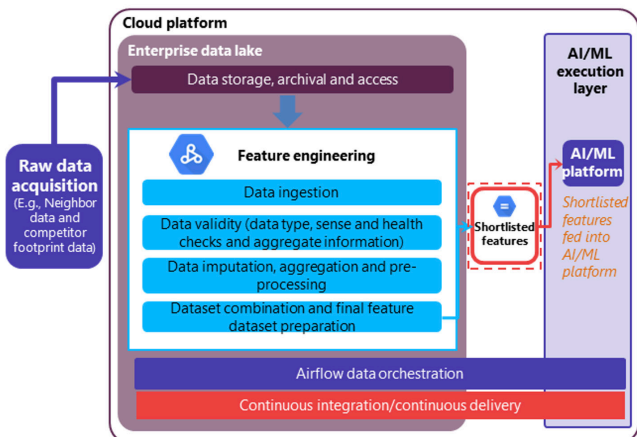 Cloud platform
Enterprise data lake
Data storage, archival and access
Feature engineering
Data ingestion
Data validity (data type, sense and health
checks and aggregate information)
Data imputation, aggregation and pre-
processing
Dataset combination and final feature
dataset preparation
Raw data
acquisition
(E.g., Neighbor
data and
competitor
footprint data)
Shortlisted
features
AI/ML
execution
layer
AI/ML
platform
Shortlisted
features
fed into
AI/ML
platform
Airflow data orchestration
Continuous integration/continuous delivery